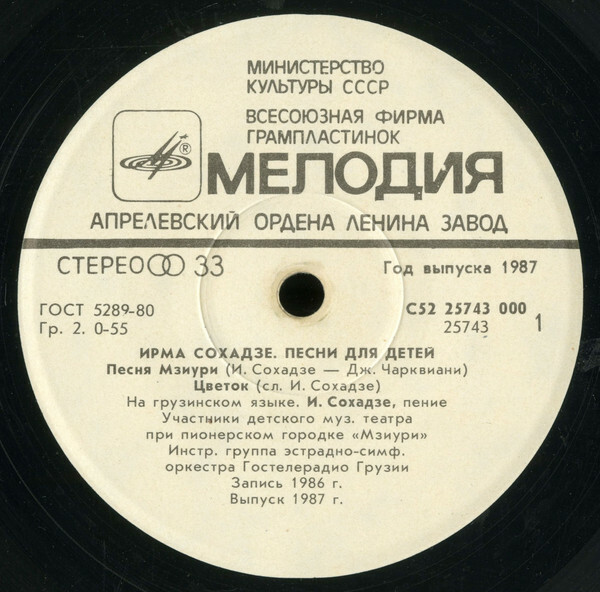 МИНИСТЕРСТВО
КУЛЬТУРЫ СССР
ВСЕСОЮЗНАЯ ФИРМА
ГРАМПЛАСТИНОК
®
МЕЛОДИЯ
АПРЕЛЕВСКИЙ ОРДЕНА ЛЕНИНА ЗАВОД
СТЕРЕО 33
Год выпуска 1987
ГОСТ 5289-80
С52 25743 000
Гр. 2. 0-55
25743 1
ИРМА СОХАДЗЕ. ПЕСНИ ДЛЯ ДЕТЕЙ
Песня Мзиури (И. Сохадзе — Дж. Чарквиани)
Цветок (сл. И. Сохадзе)
На грузинском языке. И. Сохадзе, пение
Участники детского муз. театра
при пионерском городке «Мзиури»
Инстр. группа эстрадно-симф.
оркестра Гостелерадио Грузии
Запись 1986 г.
Выпуск 1987 г.